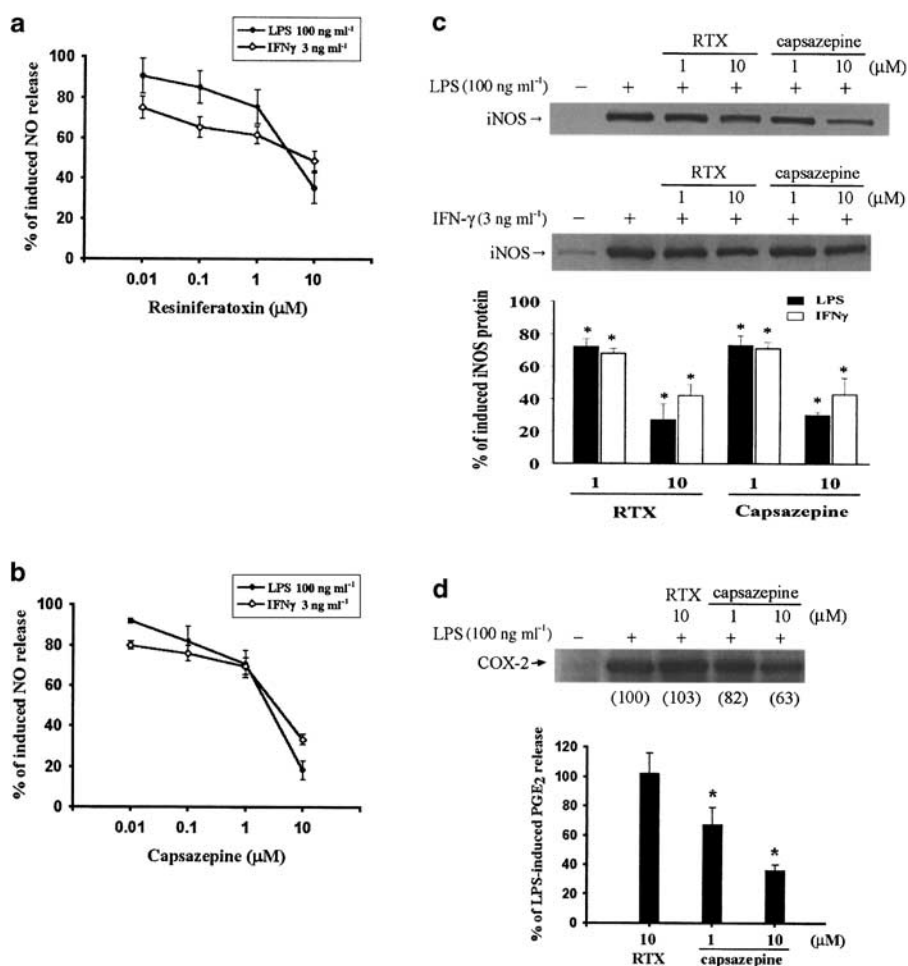 a
LPS 100 ng ml⁻¹
IFNγ 3 ng ml⁻¹
% of induced NO release
100
80
60
40
20
0
0.01 0.1 1 10
Resiniferatoxin (μM)
b
LPS 100 ng ml⁻¹
IFNγ 3 ng ml⁻¹
% of induced NO release
100
80
60
40
20
0
0.01 0.1 1 10
Capsazepine (μM)
c
RTX capsazepine
1 10 1 10 (μM)
LPS (100 ng ml⁻¹) − + + + + +
iNOS→
RTX capsazepine
1 10 1 10 (μM)
IFN-γ (3 ng ml⁻¹) − + + + + +
iNOS→
% of induced iNOS protein
100
80
60
40
20
0
LPS
IFNγ
* * * * * * * *
1 10 1 10
RTX Capsazepine
d
RTX capsazepine
10 1 10 (μM)
LPS (100 ng ml⁻¹) − + + + +
COX-2→
(100) (103) (82) (63)
% of LPS-induced PGE₂ release
120
100
80
60
40
20
0
* *
10 1 10 (μM)
RTX capsazepine